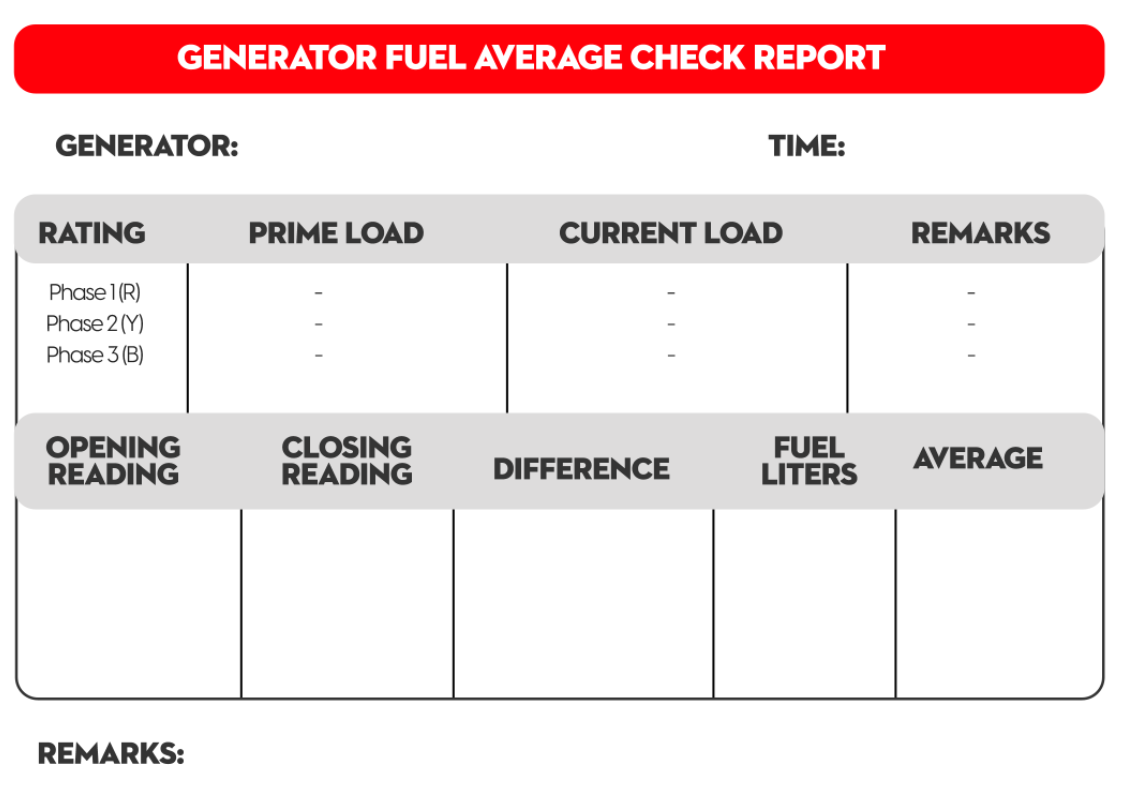 GENERATOR FUEL AVERAGE CHECK REPORT
GENERATOR: TIME:
RATING PRIME LOAD CURRENT LOAD REMARKS
Phase 1 (R) - - -
Phase 2 (Y) - - -
Phase 3 (B) - - -
OPENING READING CLOSING READING DIFFERENCE FUEL LITERS AVERAGE
REMARKS: